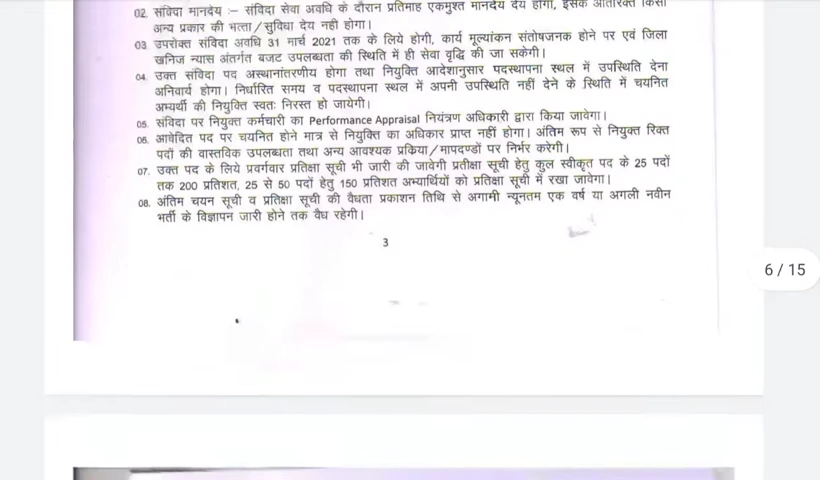 02. संविदा मानदेय :– संविदा सेवा अवधि के दौरान प्रतिमाह एकमुश्त मानदेय देय होगा, इसके अतिरिक्त किसी
अन्य प्रकार की भत्ता/सुविधा देय नही होगा।
03. उपरोक्त संविदा अवधि 31 मार्च 2021 तक के लिये होगी, कार्य मूल्यांकन संतोषजनक होने पर एवं जिला
खनिज न्यास अंतर्गत बजट उपलब्धता की स्थिति में ही सेवा वृद्धि की जा सकेगी।
04. उक्त संविदा पद अस्थानांतरणीय होगा तथा नियुक्ति आदेशानुसार पदस्थापना स्थल में उपस्थिति देना
अनिवार्य होगा। निर्धारित समय व पदस्थापना स्थल में अपनी उपस्थिति नहीं देने के स्थिति में चयनित
अभ्यर्थी की नियुक्ति स्वतः निरस्त हो जायेगी।
05. संविदा पर नियुक्त कर्मचारी का Performance Appraisal नियंत्रण अधिकारी द्वारा किया जावेगा।
06. आवेदित पद पर चयनित होने मात्र से नियुक्ति का अधिकार प्राप्त नहीं होगा। अंतिम रूप से नियुक्त रिक्त
पदों की वास्तविक उपलब्धता तथा अन्य आवश्यक प्रकिया/मापदण्डों पर निर्भर करेगी।
07. उक्त पद के लिये प्रवर्गवार प्रतिक्षा सूची भी जारी की जावेगी प्रतीक्षा सूची हेतु कुल स्वीकृत पद के 25 पदों
तक 200 प्रतिशत, 25 से 50 पदों हेतु 150 प्रतिशत अभ्यार्थियों को प्रतिक्षा सूची में रखा जावेगा।
08. अंतिम चयन सूची व प्रतिक्षा सूची की वैधता प्रकाशन तिथि से अगामी न्यूनतम एक वर्ष या अगली नवीन
भर्ती के विज्ञापन जारी होने तक वैध रहेगी।
3
6 / 15